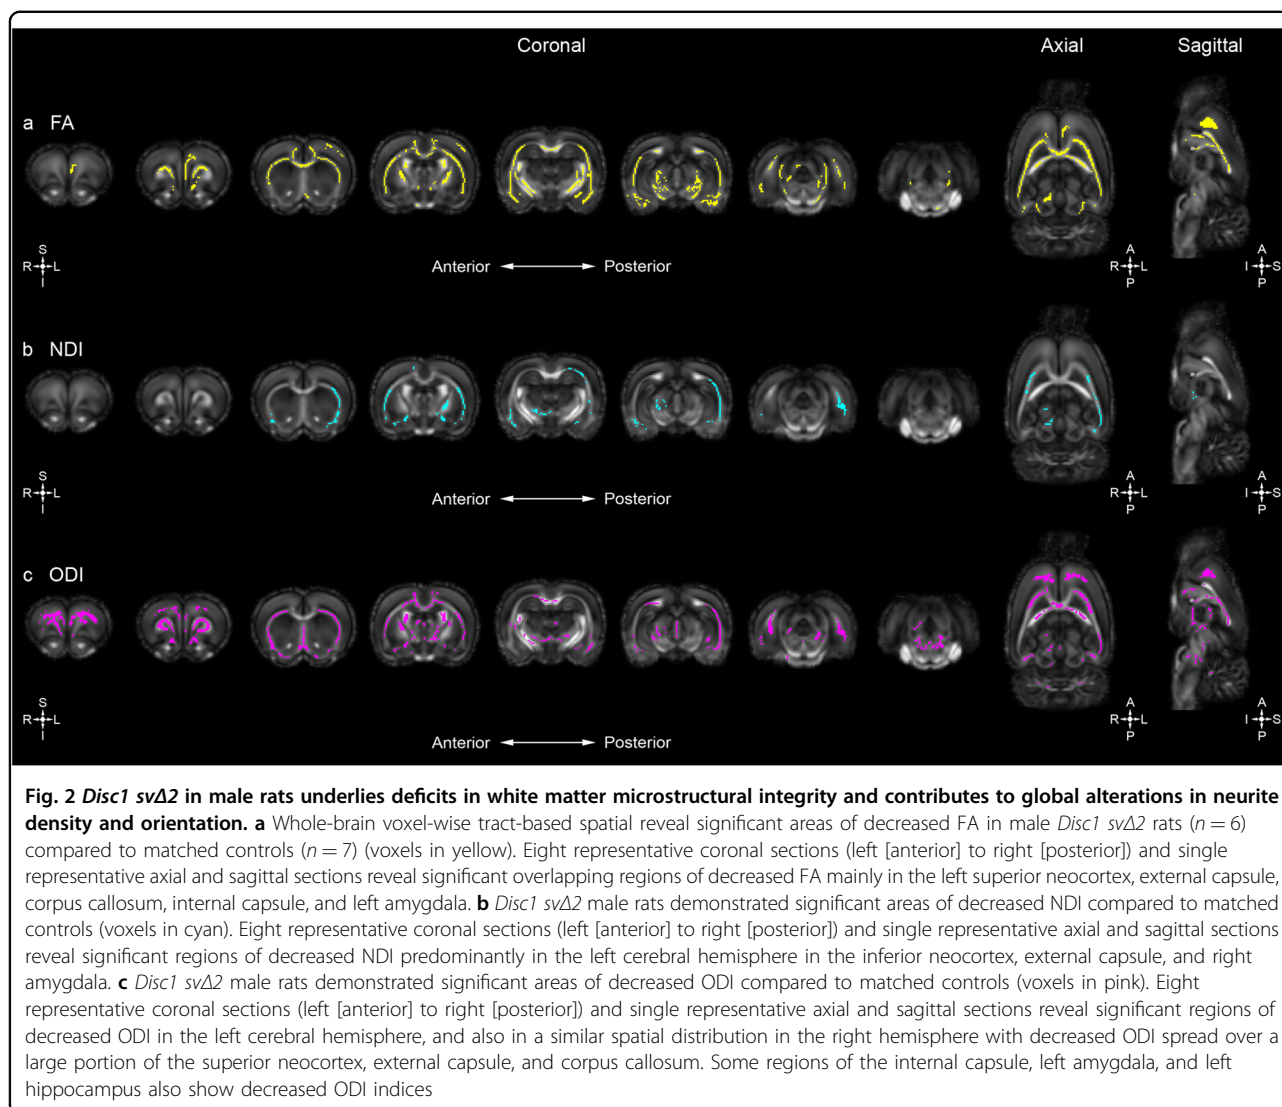 Coronal
Axial
Sagittal
a FA
S
R L
I
Anterior Posterior
A
R L
P
A
I S
P
b NDI
S
R L
I
Anterior Posterior
A
R L
P
A
I S
P
c ODI
S
R L
I
Anterior Posterior
A
R L
P
A
I S
P
Fig. 2 Disc1 svΔ2 in male rats underlies deficits in white matter microstructural integrity and contributes to global alterations in neurite
density and orientation. a Whole-brain voxel-wise tract-based spatial reveal significant areas of decreased FA in male Disc1 svΔ2 rats (n = 6)
compared to matched controls (n = 7) (voxels in yellow). Eight representative coronal sections (left [anterior] to right [posterior]) and single
representative axial and sagittal sections reveal significant overlapping regions of decreased FA mainly in the left superior neocortex, external capsule,
corpus callosum, internal capsule, and left amygdala. b Disc1 svΔ2 male rats demonstrated significant areas of decreased NDI compared to matched
controls (voxels in cyan). Eight representative coronal sections (left [anterior] to right [posterior]) and single representative axial and sagittal sections
reveal significant regions of decreased NDI predominantly in the left cerebral hemisphere in the inferior neocortex, external capsule, and right
amygdala. c Disc1 svΔ2 male rats demonstrated significant areas of decreased ODI compared to matched controls (voxels in pink). Eight
representative coronal sections (left [anterior] to right [posterior]) and single representative axial and sagittal sections reveal significant regions of
decreased ODI in the left cerebral hemisphere, and also in a similar spatial distribution in the right hemisphere with decreased ODI spread over a
large portion of the superior neocortex, external capsule, and corpus callosum. Some regions of the internal capsule, left amygdala, and left
hippocampus also show decreased ODI indices